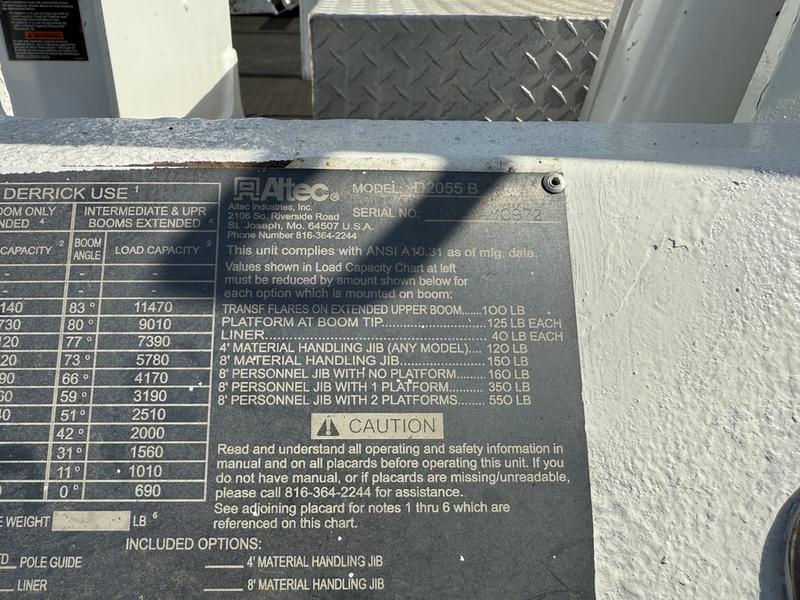 DERRICK USE 1
OOM ONLY
NDED 4
INTERMEDIATE & UPR
BOOMS EXTENDED 4
CAPACITY 2
BOOM
ANGLE
LOAD CAPACITY 2
- - -
- - -
140 83° 11470
730 80° 9010
120 77° 7390
720 73° 5780
90 66° 4170
60 59° 3190
40 51° 2510
42° 2000
31° 1560
11° 1010
0 0° 690
E WEIGHT LB 6
Altec®
Altec Industries, Inc.
2106 So. Riverside Road
St. Joseph, Mo. 64507 U.S.A.
Phone Number 816-364-2244
MODEL: D2055 B
SERIAL NO:
This unit complies with ANSI A10.31 as of mfg. date.
Values shown in Load Capacity Chart at left
must be reduced by amount shown below for
each option which is mounted on boom:
TRANSF FLARES ON EXTENDED UPPER BOOM......100 LB
PLATFORM AT BOOM TIP...................125 LB EACH
LINER........................................40 LB EACH
4' MATERIAL HANDLING JIB (ANY MODEL)....120 LB
8' MATERIAL HANDLING JIB.................150 LB
8' PERSONNEL JIB WITH NO PLATFORM.......160 LB
8' PERSONNEL JIB WITH 1 PLATFORM........350 LB
8' PERSONNEL JIB WITH 2 PLATFORMS.......550 LB
CAUTION
Read and understand all operating and safety information in
manual and on all placards before operating this unit. If you
do not have manual, or if placards are missing/unreadable,
please call 816-364-2244 for assistance.
See adjoining placard for notes 1 thru 6 which are
referenced on this chart.
INCLUDED OPTIONS:
TD POLE GUIDE ____ 4' MATERIAL HANDLING JIB
LINER ____ 8' MATERIAL HANDLING JIB